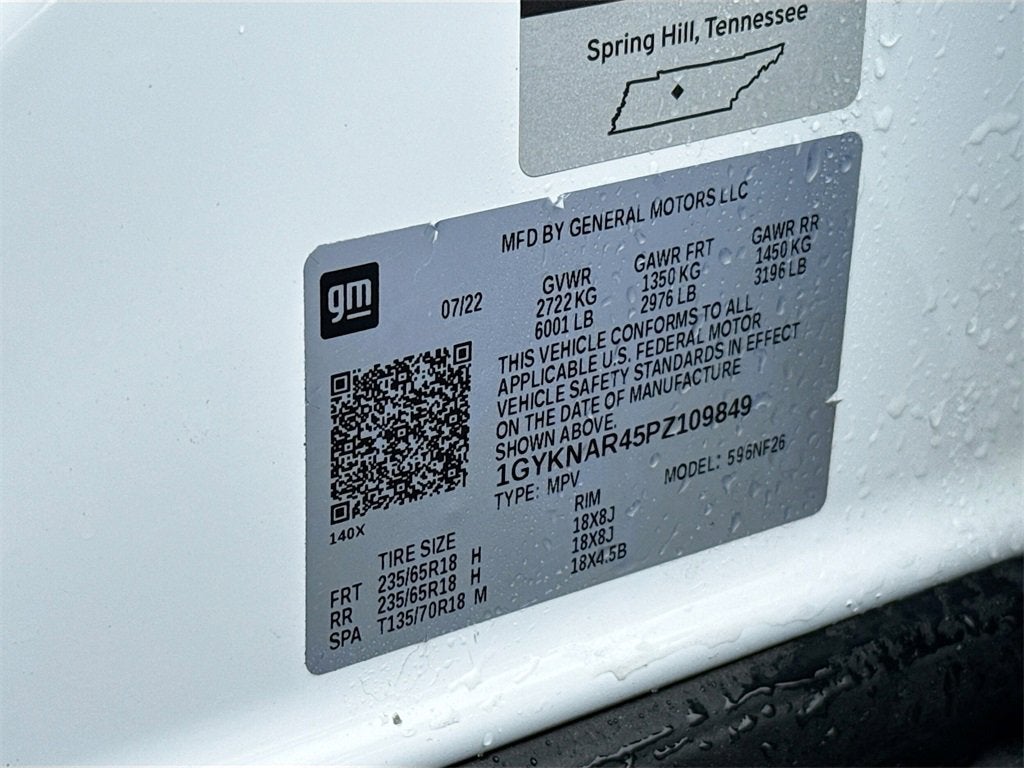 Spring Hill, Tennessee
MFD BY GENERAL MOTORS LLC
gm
07/22
GVWR GAWR FRT GAWR RR
2722 KG 1350 KG 1450 KG
6001 LB 2976 LB 3196 LB
THIS VEHICLE CONFORMS TO ALL
APPLICABLE U.S. FEDERAL MOTOR
VEHICLE SAFETY STANDARDS IN EFFECT
ON THE DATE OF MANUFACTURE
SHOWN ABOVE.
1GYKNAR45PZ109849
TYPE: MPV MODEL: 596NF26
140X
TIRE SIZE RIM
FRT 235/65R18 H 18X8J
RR 235/65R18 H 18X8J
SPA T135/70R18 M 18X4.5B